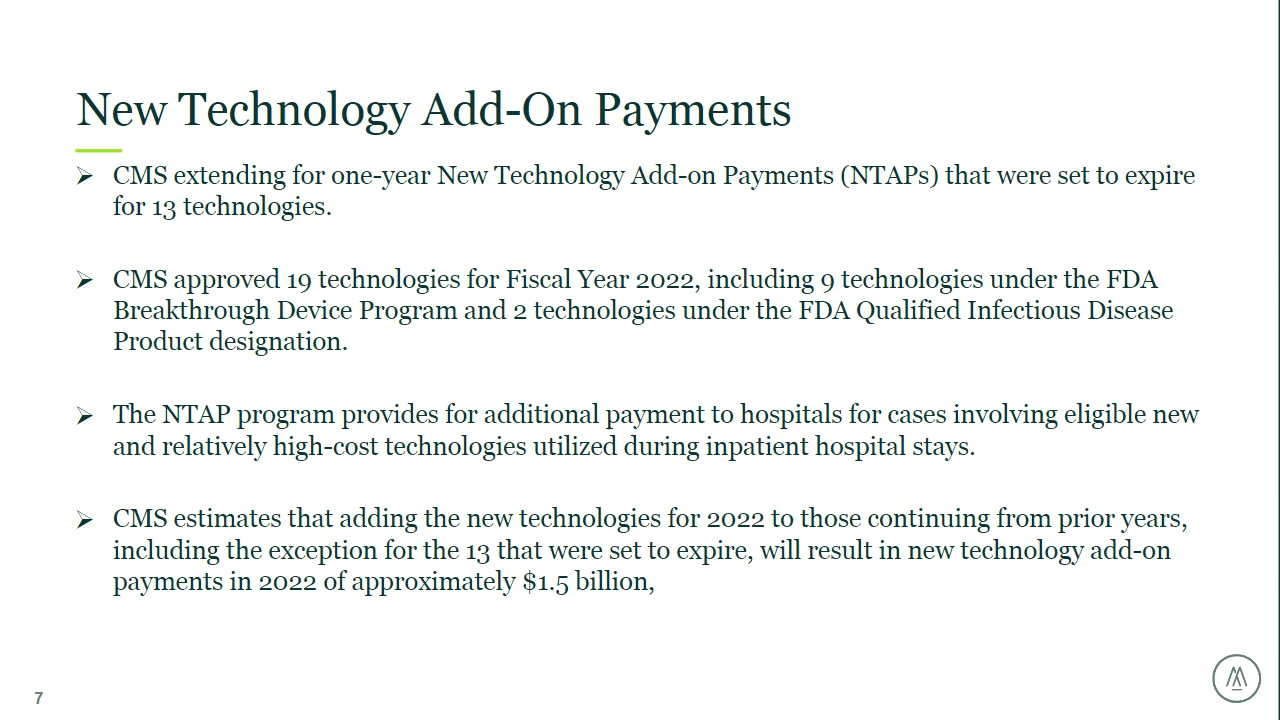 New Technology Add-On Payments
➢ CMS extending for one-year New Technology Add-on Payments (NTAPs) that were set to expire
for 13 technologies.
➢ CMS approved 19 technologies for Fiscal Year 2022, including 9 technologies under the FDA
Breakthrough Device Program and 2 technologies under the FDA Qualified Infectious Disease
Product designation.
➢ The NTAP program provides for additional payment to hospitals for cases involving eligible new
and relatively high-cost technologies utilized during inpatient hospital stays.
➢ CMS estimates that adding the new technologies for 2022 to those continuing from prior years,
including the exception for the 13 that were set to expire, will result in new technology add-on
payments in 2022 of approximately $1.5 billion,
7